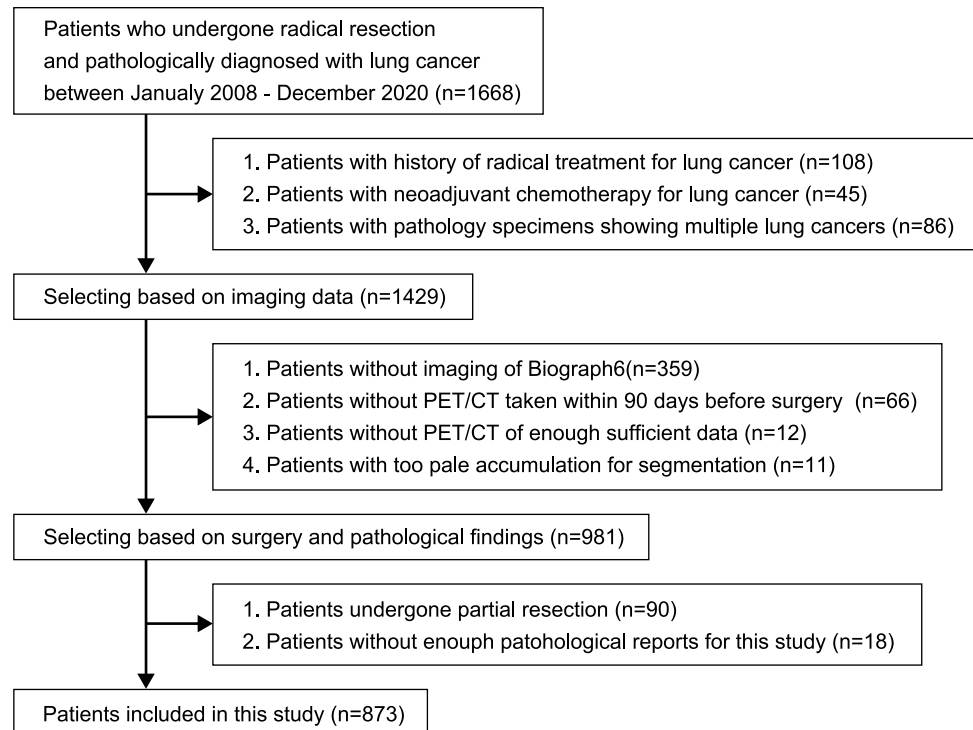 Patients who undergone radical resection
and pathologically diagnosed with lung cancer
between Janualy 2008 - December 2020 (n=1668)
1. Patients with history of radical treatment for lung cancer (n=108)
2. Patients with neoadjuvant chemotherapy for lung cancer (n=45)
3. Patients with pathology specimens showing multiple lung cancers (n=86)
Selecting based on imaging data (n=1429)
1. Patients without imaging of Biograph6(n=359)
2. Patients without PET/CT taken within 90 days before surgery (n=66)
3. Patients without PET/CT of enough sufficient data (n=12)
4. Patients with too pale accumulation for segmentation (n=11)
Selecting based on surgery and pathological findings (n=981)
1. Patients undergone partial resection (n=90)
2. Patients without enouph patohological reports for this study (n=18)
Patients included in this study (n=873)